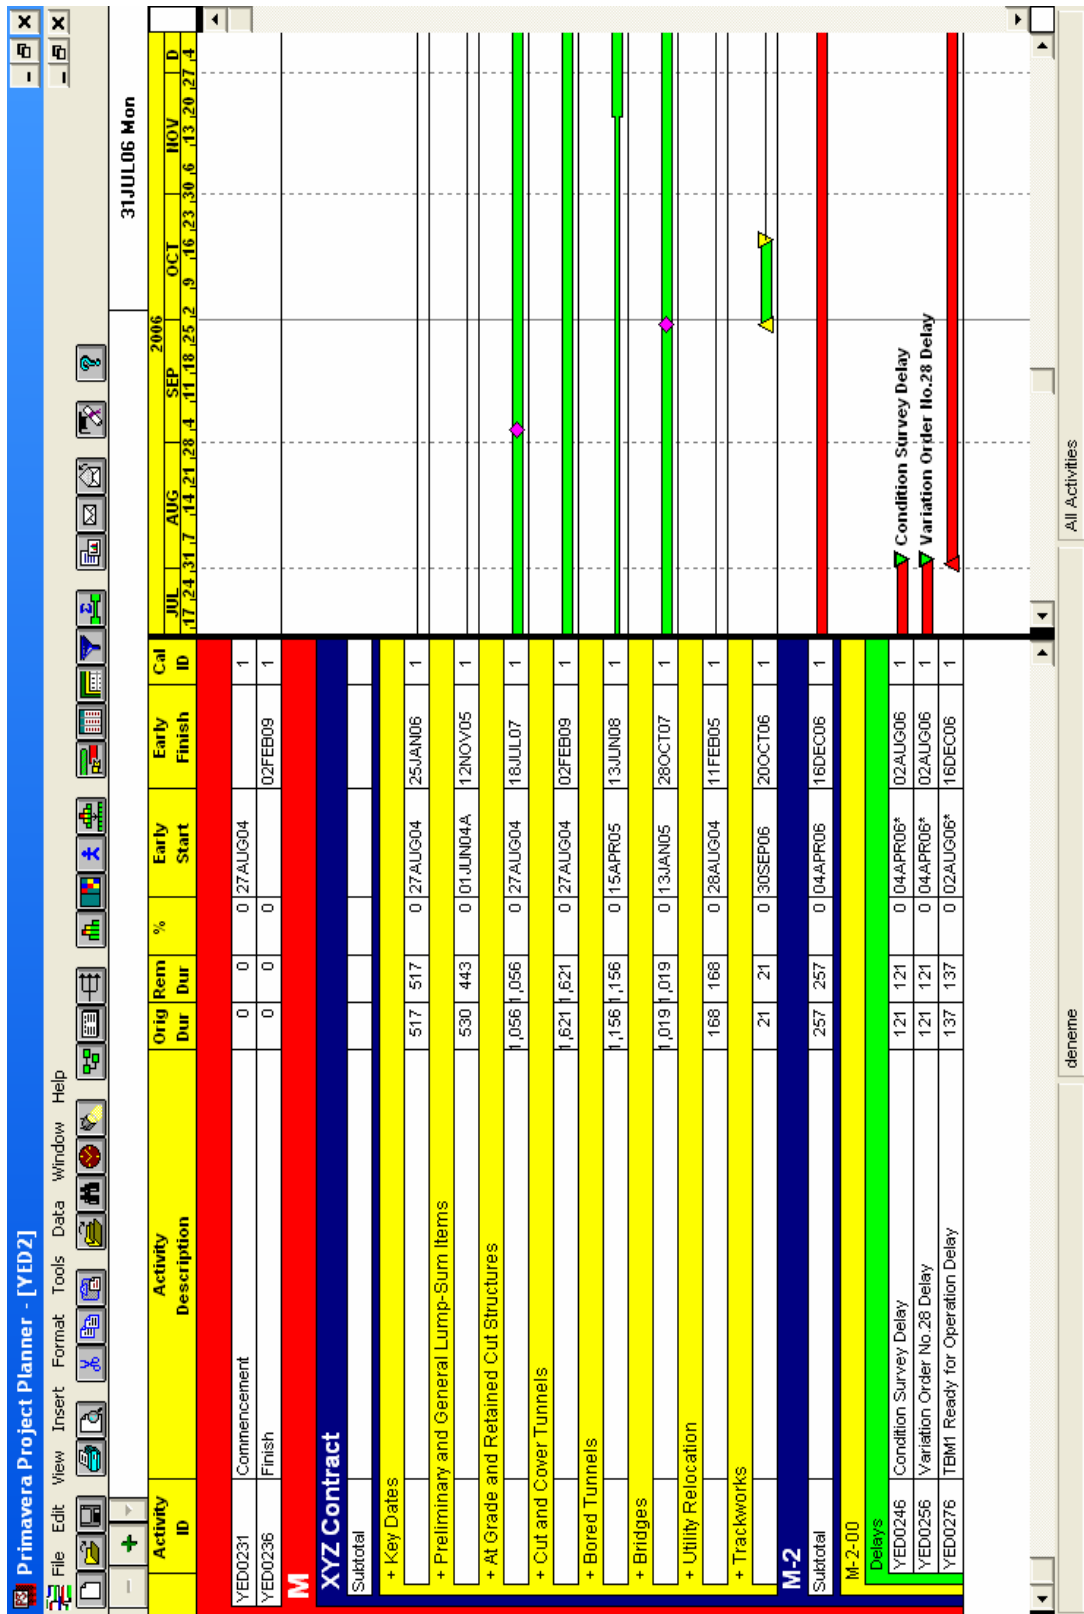 Primavera Project Planner - [YED2]
File Edit View Insert Format Tools Data Window Help
31JUL06 Mon
Activity ID Activity Description Orig Dur Rem Dur % Early Start Early Finish Cal ID
2006
JUL AUG SEP OCT NOV D
,17 ,24 ,31 ,7 ,14 ,21 ,28 ,4 ,11 ,18 ,25 ,2 ,9 ,16 ,23 ,30 ,6 ,13 ,20 ,27 ,4
YED0231 Commencement 0 0 0 27AUG04 1
YED0236 Finish 0 0 0 02FEB09 1
M
XYZ Contract
Subtotal
+ Key Dates
517 517 0 27AUG04 25JAN06 1
+ Preliminary and General Lump-Sum Items
530 443 0 01JUN04A 12NOV05 1
+ At Grade and Retained Cut Structures
1,056 1,056 0 27AUG04 18JUL07 1
+ Cut and Cover Tunnels
1,621 1,621 0 27AUG04 02FEB09 1
+ Bored Tunnels
1,156 1,156 0 15APR05 13JUN08 1
+ Bridges
1,019 1,019 0 13JAN05 28OCT07 1
+ Utility Relocation
168 168 0 28AUG04 11FEB05 1
+ Trackworks
21 21 0 30SEP06 20OCT06 1
M-2
Subtotal 257 257 0 04APR06 16DEC06 1
M-2-00
Delays
YED0246 Condition Survey Delay 121 121 0 04APR06* 02AUG06 1 Condition Survey Delay
YED0256 Variation Order No.28 Delay 121 121 0 04APR06* 02AUG06 1 Variation Order No.28 Delay
YED0276 TBM1 Ready for Operation Delay 137 137 0 02AUG06* 16DEC06 1
deneme All Activities